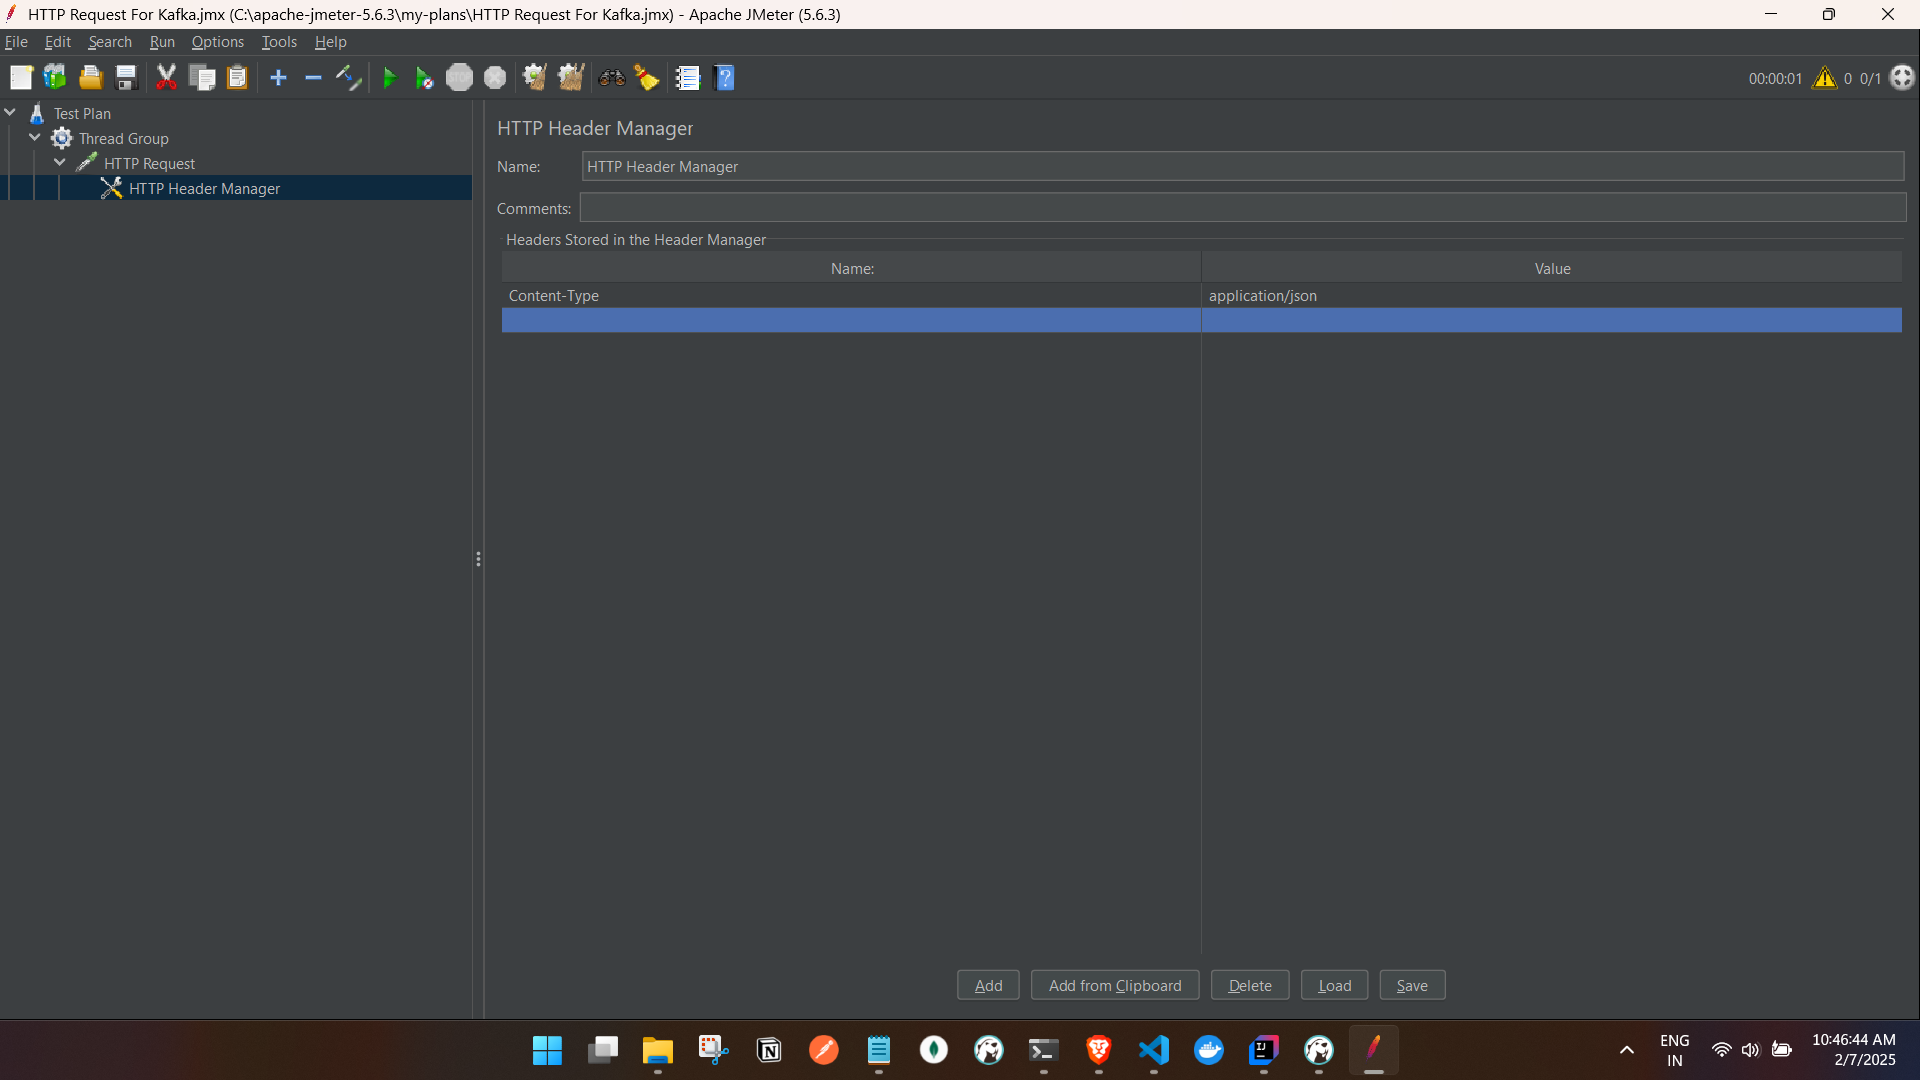 HTTP Request For Kafka.jmx (C:\apache-jmeter-5.6.3\my-plans\HTTP Request For Kafka.jmx) - Apache JMeter (5.6.3)
File Edit Search Run Options Tools Help
STOP
00:00:01 0 0/1
Test Plan
Thread Group
HTTP Request
HTTP Header Manager
HTTP Header Manager
Name: HTTP Header Manager
Comments:
Headers Stored in the Header Manager
Name: Value
Content-Type application/json
Add Add from Clipboard Delete Load Save
ENG
IN
10:46:44 AM
2/7/2025